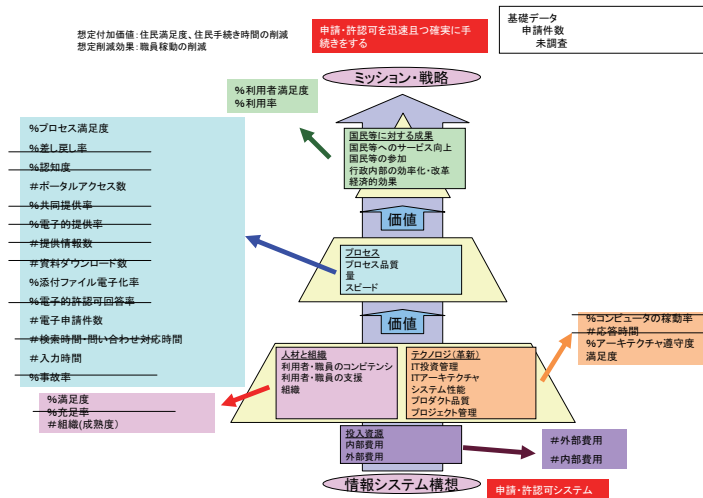 想定付加価値：住民満足度、住民手続き時間の削減
想定削減効果：職員稼動の削減
申請・許認可を迅速且つ確実に手
続きをする
基礎データ
申請件数
未調査
ミッション・戦略
%利用者満足度
%利用率
国民等に対する成果
国民等へのサービス向上
国民等の参加
行政内部の効率化・改革
経済的効果
%プロセス満足度
%差し戻し率
%認知度
#ポータルアクセス数
%共同提供率
%電子的提供率
#提供情報数
#資料ダウンロード数
%添付ファイル電子化率
%電子的許認可回答率
#電子申請件数
#検索時間・問い合わせ対応時間
#入力時間
%事故率
価値
プロセス
プロセス品質
量
スピード
価値
%コンピュータの稼動率
#応答時間
%アーキテクチャ遵守度
満足度
人材と組織
利用者・職員のコンピテンシ
利用者・職員の支援
組織
テクノロジ(革新)
IT投資管理
ITアーキテクチャ
システム性能
プロダクト品質
プロジェクト管理
%満足度
%充足率
#組織(成熟度)
投入資源
内部費用
外部費用
#外部費用
#内部費用
情報システム構想
申請・許認可システム